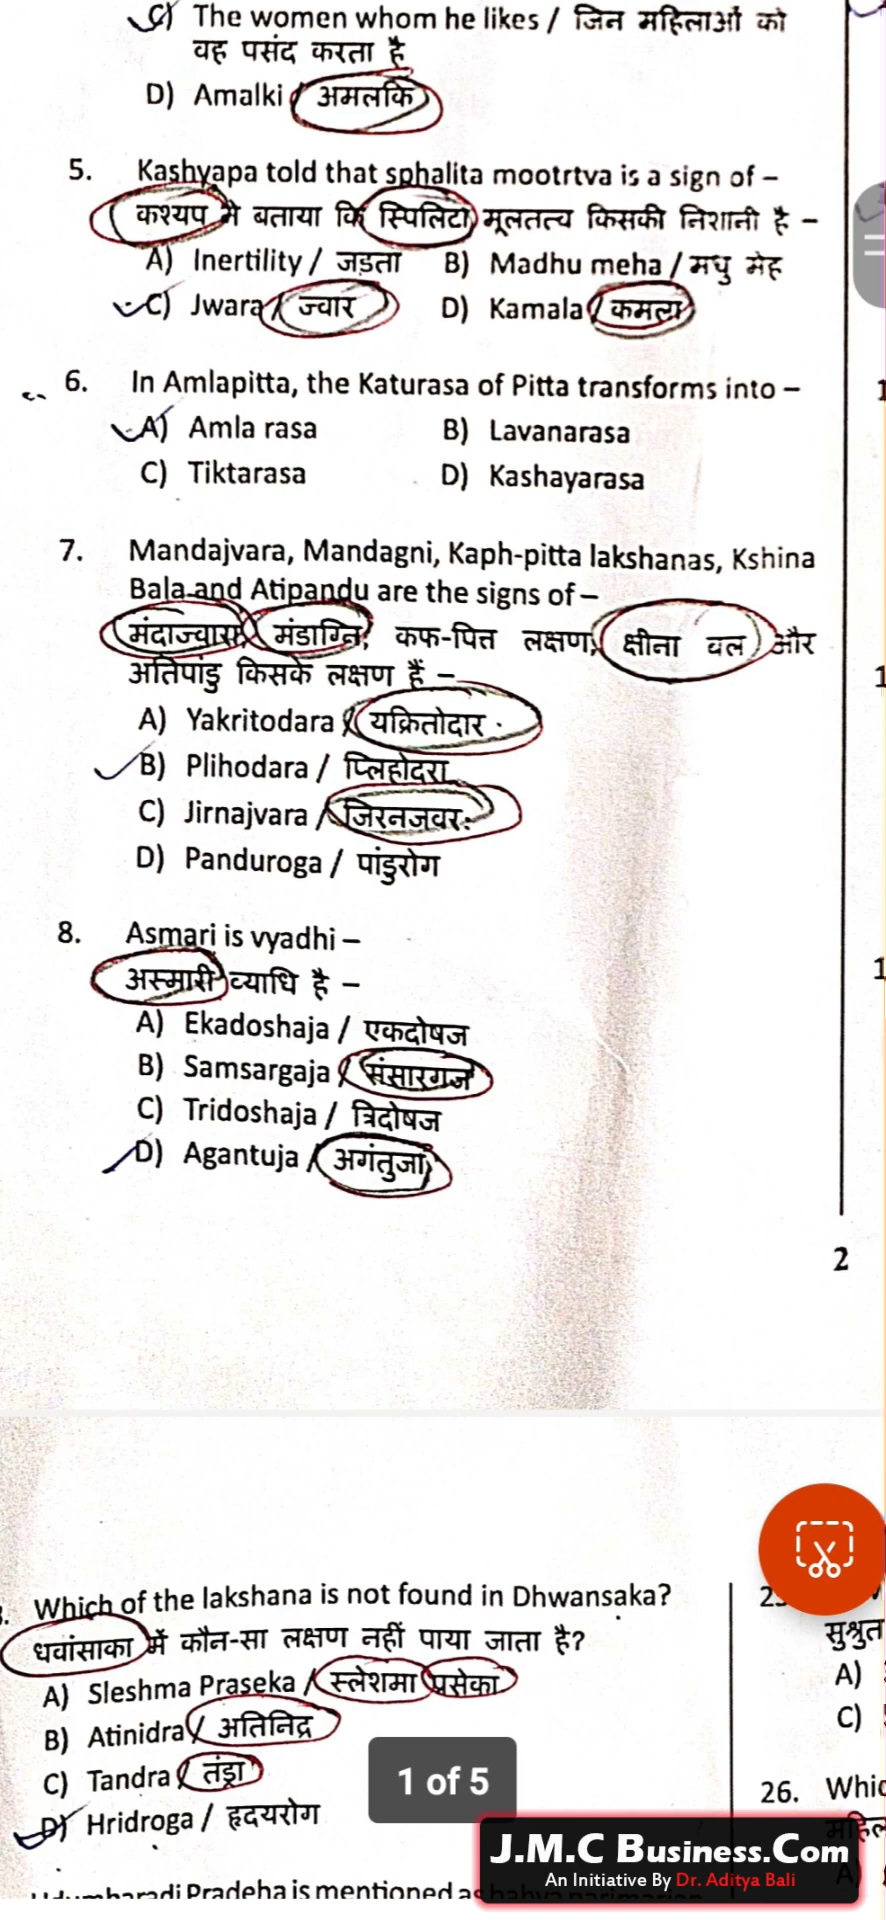 C) The women whom he likes / जिन महिलाओं को
वह पसंद करता है
D) Amalki / अमलकि
5. Kashyapa told that sphalita mootrtva is a sign of –
कश्यप ने बताया कि स्पिलिटा मूलतत्व किसकी निशानी है –
A) Inertility / जड़ता B) Madhu meha / मधु मेह
C) Jwara / ज्वार D) Kamala / कमला
6. In Amlapitta, the Katurasa of Pitta transforms into –
A) Amla rasa B) Lavanarasa
C) Tiktarasa D) Kashayarasa
7. Mandajvara, Mandagni, Kaph-pitta lakshanas, Kshina
Bala and Atipandu are the signs of –
मंदाज्वारा, मंडाग्नि, कफ-पित्त लक्षण, क्षीना वल और
अतिपांडु किसके लक्षण हैं –
A) Yakritodara / यक्रितोदार
B) Plihodara / प्लिहोदरा
C) Jirnajvara / जिरनजवर
D) Panduroga / पांडुरोग
8. Asmari is vyadhi –
अस्मारी व्याधि है –
A) Ekadoshaja / एकदोषज
B) Samsargaja / संसारगज
C) Tridoshaja / त्रिदोषज
D) Agantuja / अगंतुजा
2
Which of the lakshana is not found in Dhwansaka?
धवांसाका में कौन-सा लक्षण नहीं पाया जाता है?
A) Sleshma Praseka / स्लेशमा प्रसेका
B) Atinidra / अतिनिद्र
C) Tandra / तंड्रा
D) Hridroga / हृदयरोग
सुश्रुत
A)
C)
26. Whic
1 of 5
J.M.C Business.Com
An Initiative By Dr. Aditya Bali